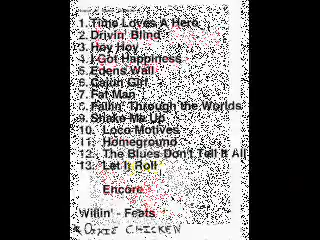 1. Time Loves A Hero
2. Drivin' Blind
3. Hey Hoy
4. I Got Happiness
5. Edens Wall
6. Cajun Girl
7. Fat Man
8. Fallin' Through the Worlds
9. Shake Me Up
10. Loco Motives
11. Homeground
12. The Blues Don't Tell It All
13. Let It Roll
Encore
Willin' - Feats
DIXIE CHICKEN